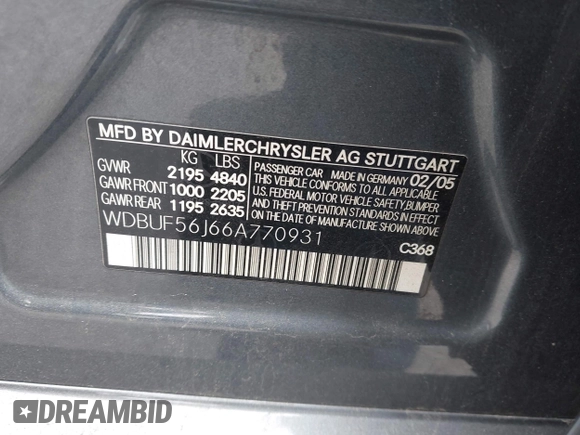 MFD BY DAIMLERCHRYSLER AG STUTTGART
KG LBS
GVWR 2195 4840
GAWR FRONT 1000 2205
GAWR REAR 1195 2635
PASSENGER CAR MADE IN GERMANY 02/05
THIS VEHICLE CONFORMS TO ALL APPLICABLE
U.S. FEDERAL MOTOR VEHICLE SAFETY, BUMPER
AND THEFT PREVENTION STANDARDS IN EFFECT
ON THE DATE OF MANUFACTURE SHOWN ABOVE
WDBUF56J66A770931
C368
DREAMBID